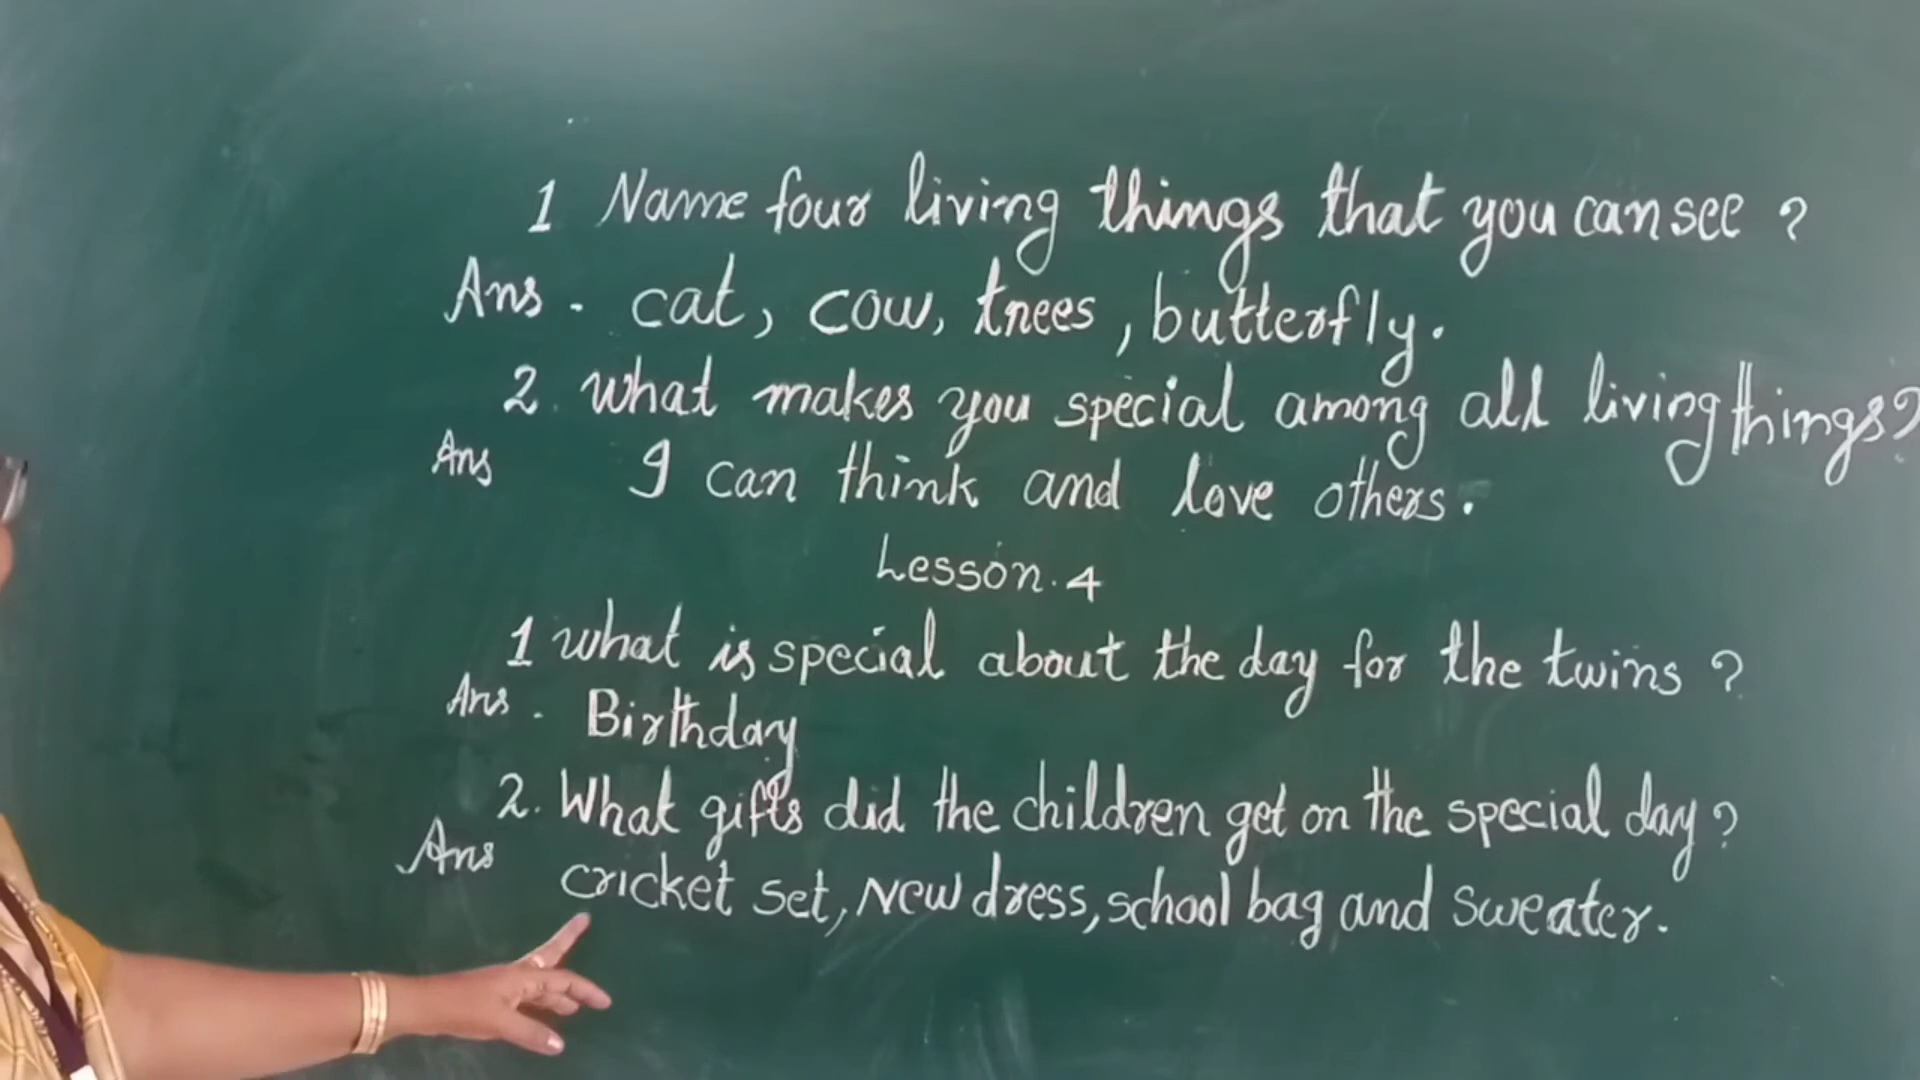 1 Name four living things that you can see ?
Ans - cat, cow, trees, butterfly.
2. what makes you special among all living things?
Ans I can think and love others.
Lesson. 4
1 what is special about the day for the twins ?
Ans - Birthday
2. What gifts did the children get on the special day?
Ans
cricket set, New dress, school bag and sweater.